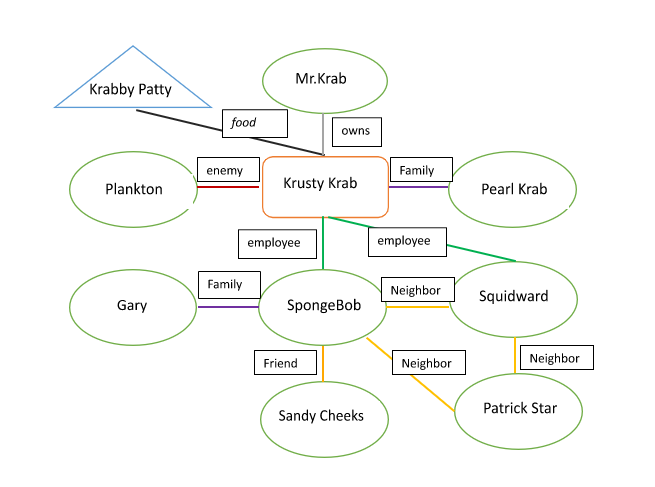 Mr.Krab
Krabby Patty
food
owns
enemy
Family
Krusty Krab
Plankton
Pearl Krab
employee
employee
Family
Neighbor
Squidward
Gary
SpongeBob
Friend
Neighbor
Neighbor
Sandy Cheeks
Patrick Star